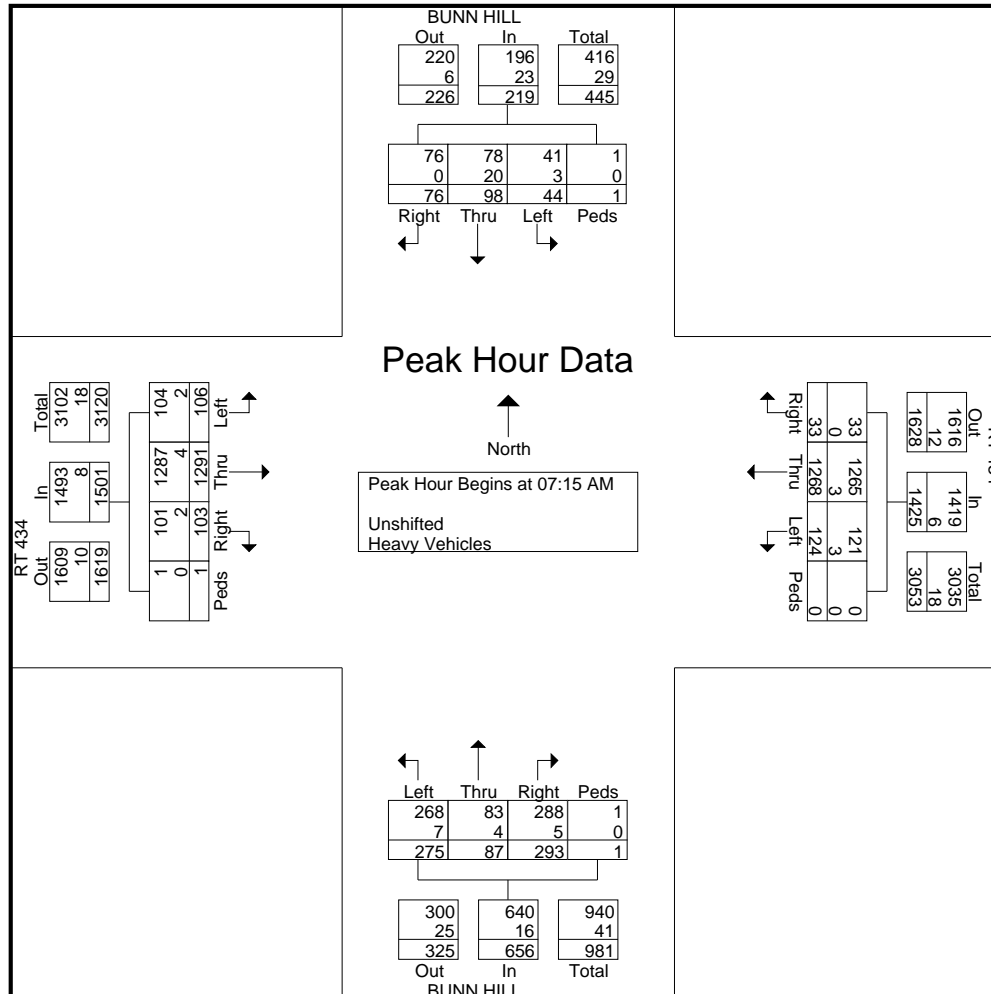 BUNN HILL
Out In Total
220 196 416
6 23 29
226 219 445
76 78 41 1
0 20 3 0
76 98 44 1
Right Thru Left Peds
Peak Hour Data
North
Peak Hour Begins at 07:15 AM
Unshifted
Heavy Vehicles
RT 434
Out In Total
1609 1493 3102
10 8 18
1619 1501 3120
1 101 1287 104
0 2 4 2
1 103 1291 106
Peds Right Thru Left
Out In Total
1616 1419 3035
12 6 18
1628 1425 3053
33 1265 121 0
0 3 3 0
33 1268 124 0
Right Thru Left Peds
Left Thru Right Peds
268 83 288 1
7 4 5 0
275 87 293 1
300 640 940
25 16 41
325 656 981
Out In Total
BUNN HILL